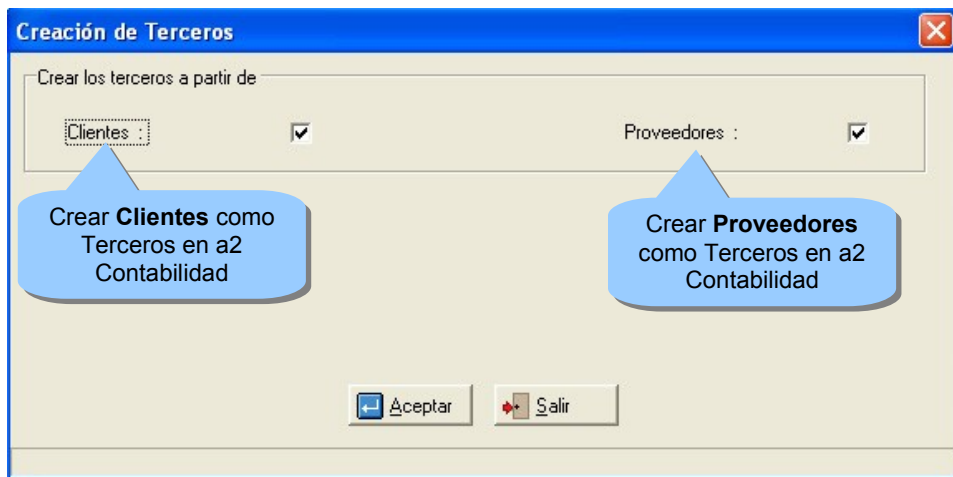 Creación de Terceros
Crear los terceros a partir de
Clientes :
Proveedores :
Crear Clientes como
Terceros en a2
Contabilidad
Crear Proveedores
como Terceros en a2
Contabilidad
Aceptar
Salir